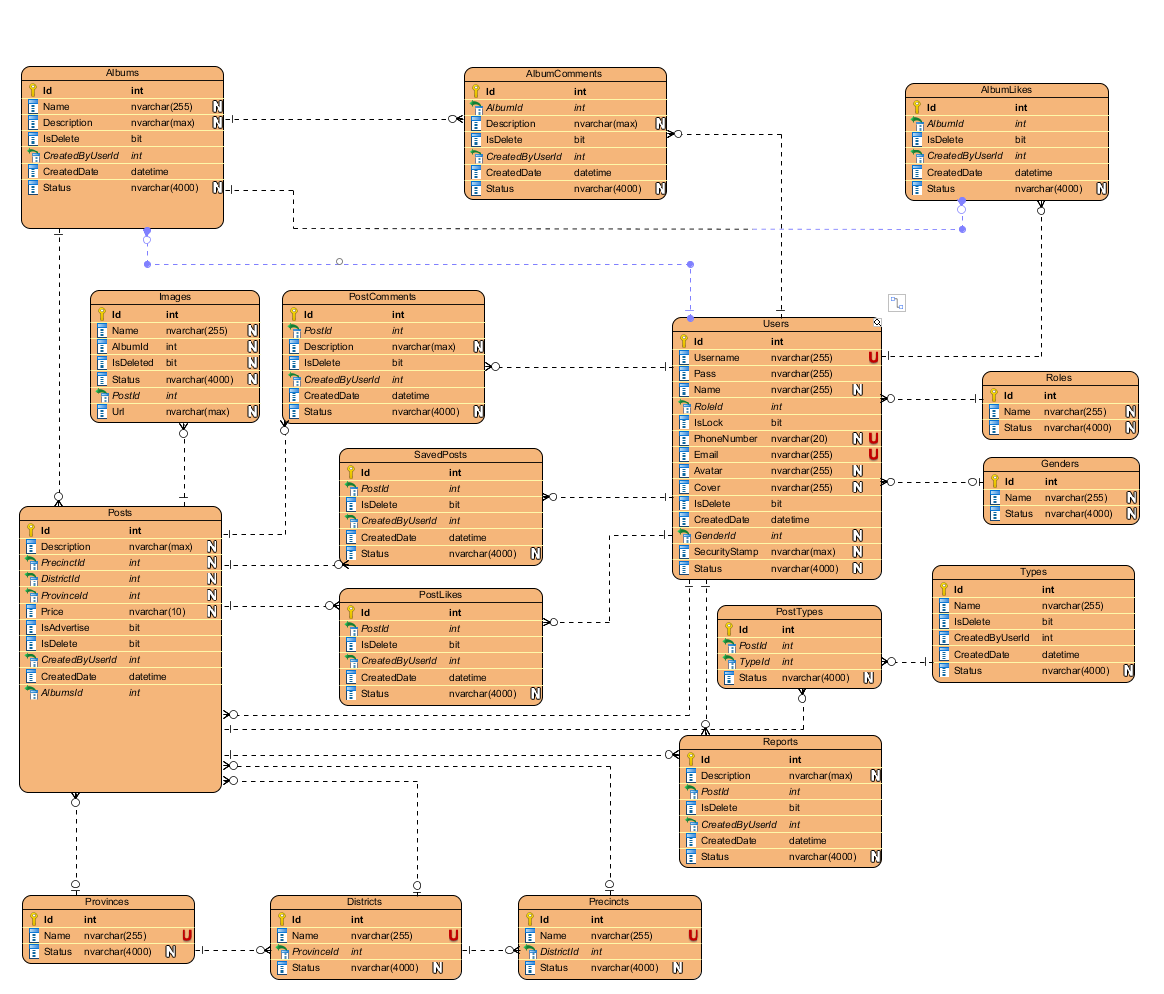 Albums
Id int
Name nvarchar(255) N
Description nvarchar(max) N
IsDelete bit
CreatedByUserId int
CreatedDate datetime
Status nvarchar(4000) N
AlbumComments
Id int
AlbumId int
Description nvarchar(max) N
IsDelete bit
CreatedByUserId int
CreatedDate datetime
Status nvarchar(4000) N
AlbumLikes
Id int
AlbumId int
IsDelete bit
CreatedByUserId int
CreatedDate datetime
Status nvarchar(4000) N
Images
Id int
Name nvarchar(255) N
AlbumId int N
IsDeleted bit N
Status nvarchar(4000) N
PostId int
Url nvarchar(max) N
PostComments
Id int
PostId int
Description nvarchar(max) N
IsDelete bit
CreatedByUserId int
CreatedDate datetime
Status nvarchar(4000) N
Users
Id int
Username nvarchar(255) U
Pass nvarchar(255)
Name nvarchar(255) N
RoleId int
IsLock bit
PhoneNumber nvarchar(20) N U
Email nvarchar(255) U
Avatar nvarchar(255) N
Cover nvarchar(255) N
IsDelete bit
CreatedDate datetime
GenderId int N
SecurityStamp nvarchar(max) N
Status nvarchar(4000) N
Roles
Id int
Name nvarchar(255) N
Status nvarchar(4000) N
Genders
Id int
Name nvarchar(255) N
Status nvarchar(4000) N
SavedPosts
Id int
PostId int
IsDelete bit
CreatedByUserId int
CreatedDate datetime
Status nvarchar(4000) N
Posts
Id int
Description nvarchar(max) N
PrecinctId int N
DistrictId int N
ProvinceId int N
Price nvarchar(10) N
IsAdvertise bit
IsDelete bit
CreatedByUserId int
CreatedDate datetime
AlbumsId int
PostLikes
Id int
PostId int
IsDelete bit
CreatedByUserId int
CreatedDate datetime
Status nvarchar(4000) N
PostTypes
Id int
PostId int
TypeId int
Status nvarchar(4000) N
Types
Id int
Name nvarchar(255)
IsDelete bit
CreatedByUserId int
CreatedDate datetime
Status nvarchar(4000) N
Reports
Id int
Description nvarchar(max) N
PostId int
IsDelete bit
CreatedByUserId int
CreatedDate datetime
Status nvarchar(4000) N
Provinces
Id int
Name nvarchar(255) U
Status nvarchar(4000) N
Districts
Id int
Name nvarchar(255) U
ProvinceId int
Status nvarchar(4000) N
Precincts
Id int
Name nvarchar(255) U
DistrictId int
Status nvarchar(4000) N